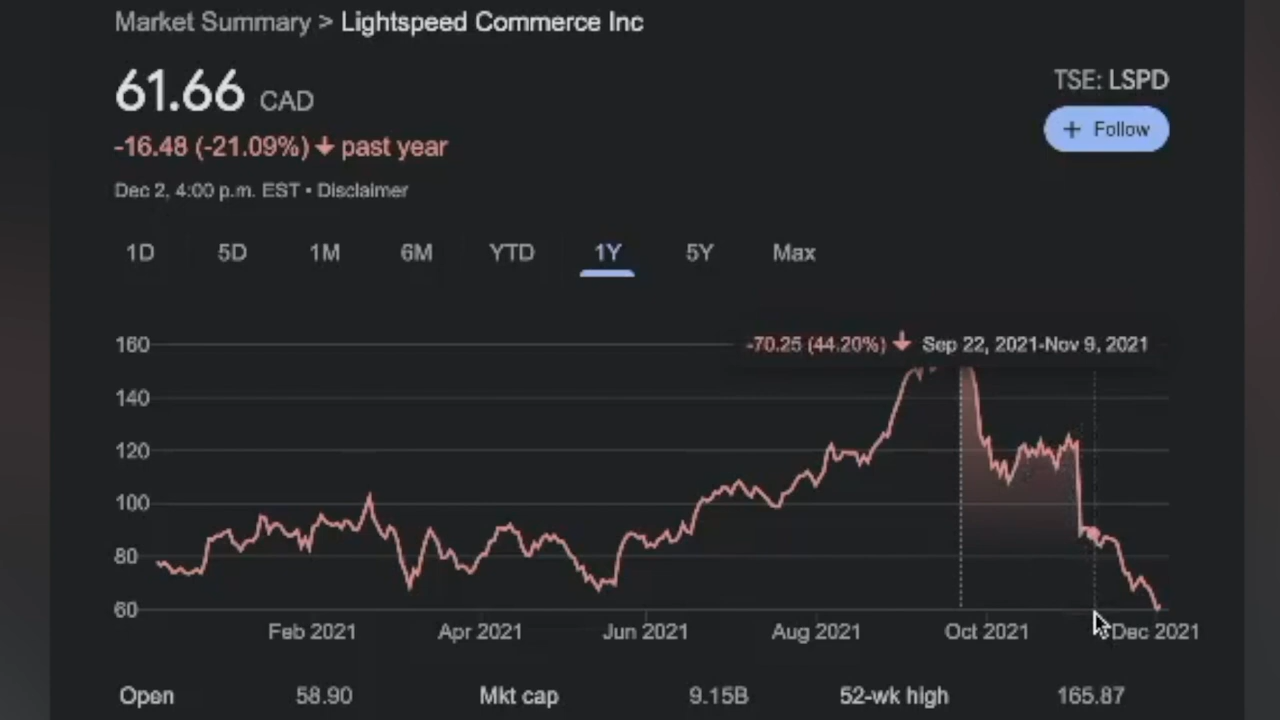 Market Summary > Lightspeed Commerce Inc
61.66 CAD
TSE: LSPD
-16.48 (-21.09%) ↓ past year
+ Follow
Dec 2, 4:00 p.m. EST • Disclaimer
1D 5D 1M 6M YTD 1Y 5Y Max
-70.25 (44.20%) ↓ Sep 22, 2021-Nov 9, 2021
160
140
120
100
80
60
Feb 2021 Apr 2021 Jun 2021 Aug 2021 Oct 2021 Dec 2021
Open 58.90 Mkt cap 9.15B 52-wk high 165.87